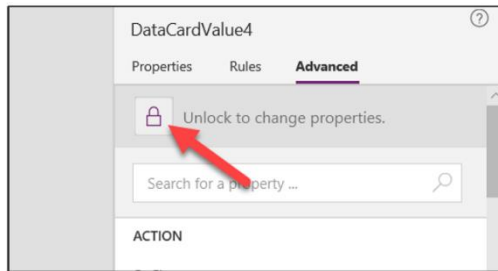 DataCardValue4
?
Properties Rules Advanced
Unlock to change properties.
Search for a property ...
ACTION